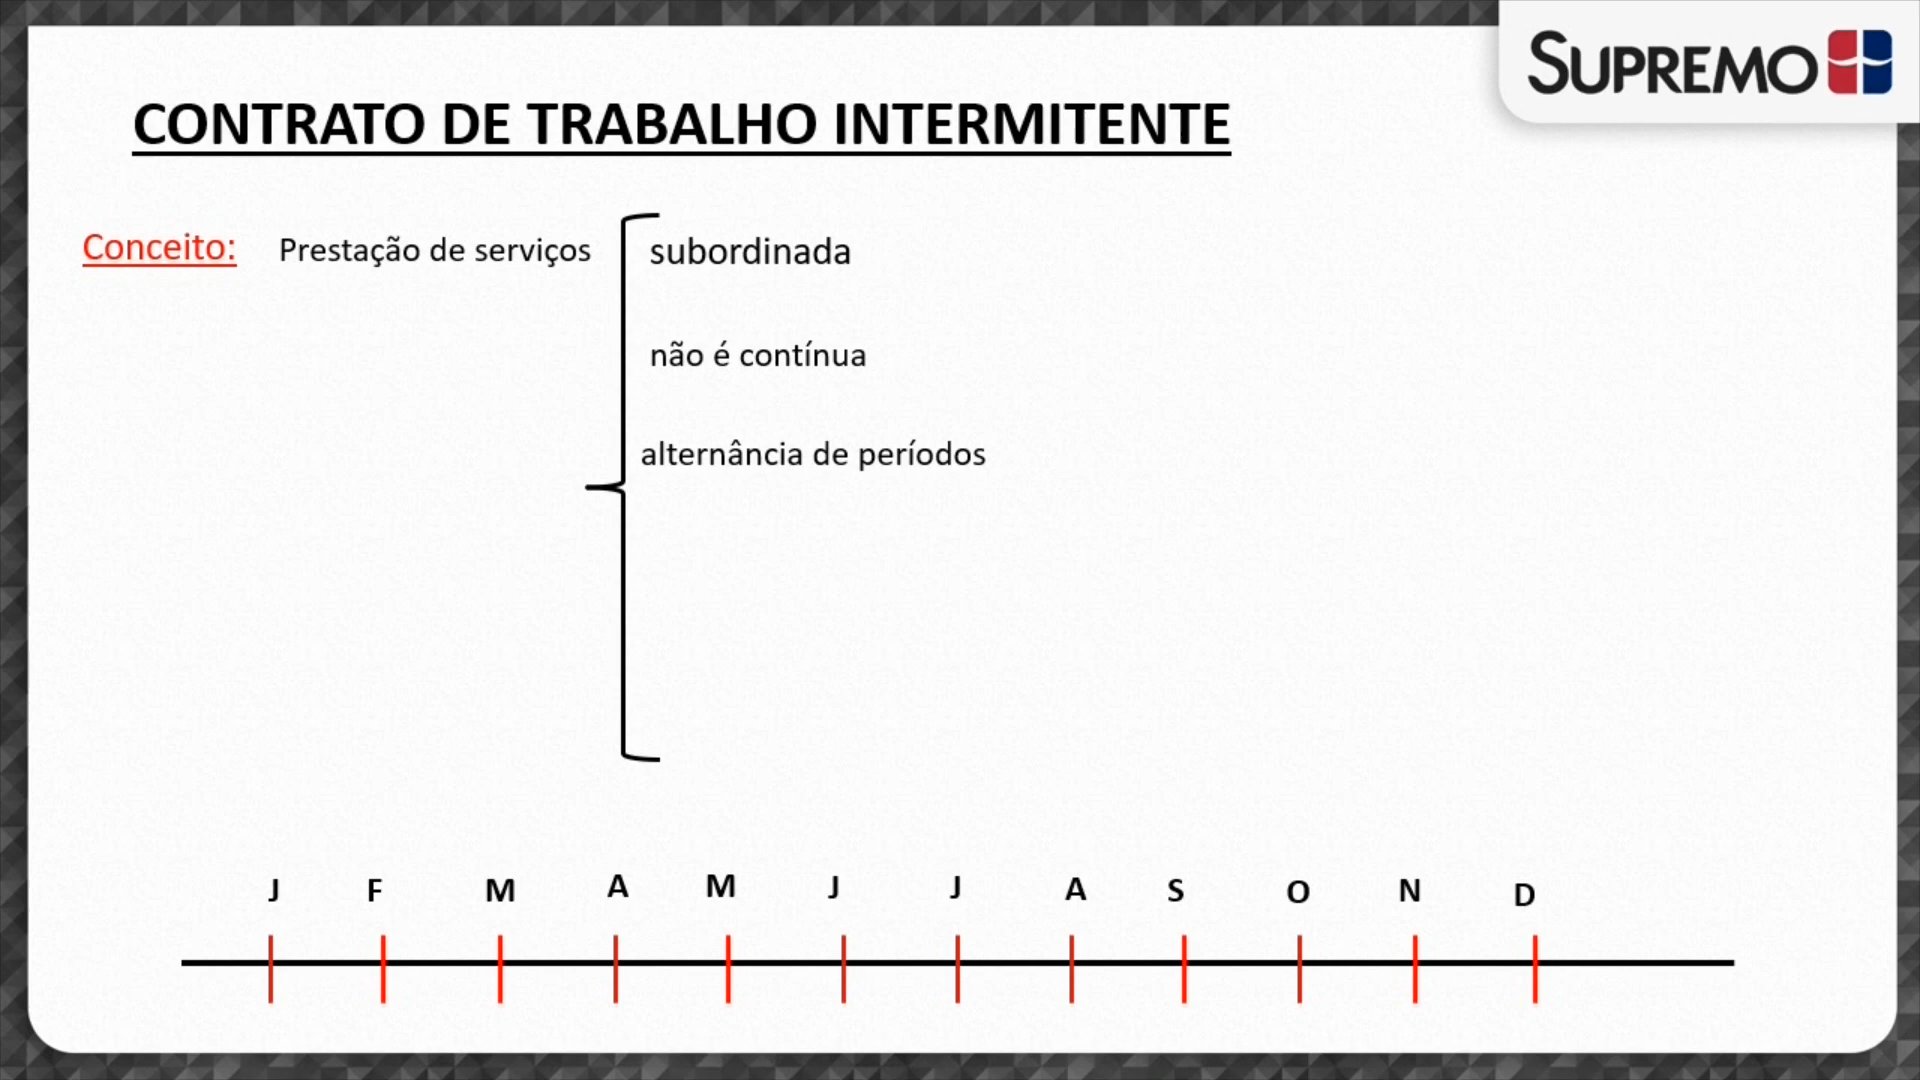 SUPREMO
CONTRATO DE TRABALHO INTERMITENTE
Conceito: Prestação de serviços subordinada
não é contínua
alternância de períodos
J F M A M J J A S O N D